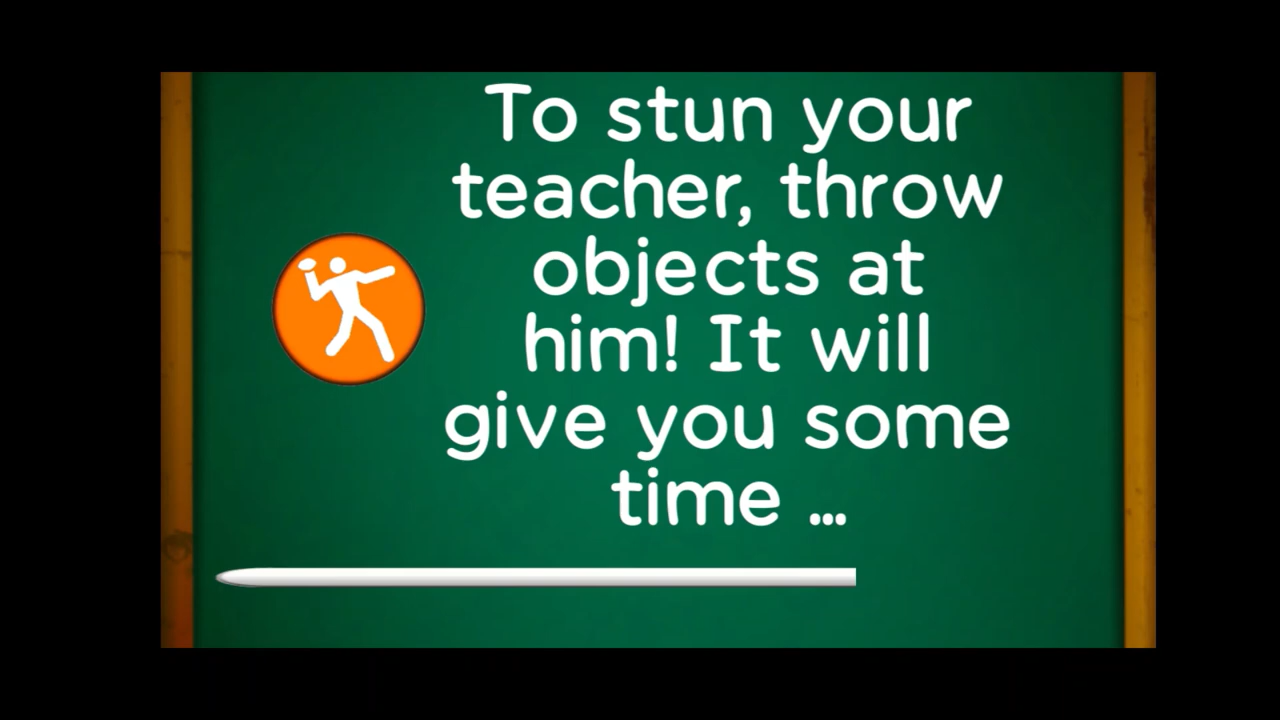 To stun your
teacher, throw
objects at
him! It will
give you some
time ...